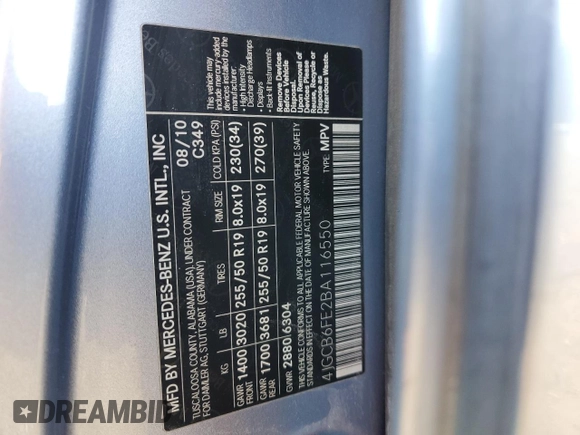 MFD BY MERCEDES-BENZ U.S. INTL., INC
TUSCALOOSA COUNTY, ALABAMA (USA), UNDER CONTRACT
FOR DAIMLER AG, STUTTGART (GERMANY)
08/10
C349
KG LB TIRES RIM SIZE COLD KPA (PSI)
GAWR FRONT 1400 3020 255/50 R19 8.0x19 230(34)
GAWR REAR 1700 3681 255/50 R19 8.0x19 270(39)
GVWR 2880 6304
THIS VEHICLE CONFORMS TO ALL APPLICABLE FEDERAL MOTOR VEHICLE SAFETY
STANDARDS IN EFFECT ON THE DATE OF MANUFACTURE SHOWN ABOVE.
4JGCB6FE2BA116550 TYPE: MPV
This vehicle may
include mercury added
devices installed by the
manufacturer:
• High Intensity
Discharge Headlamps
• Displays
• Back-lit Instruments
Remove Devices
Before Vehicle
Disposal.
Upon Removal of
Devices, Please
Reuse, Recycle or
Dispose as
Hazardous Waste.
DREAMBID